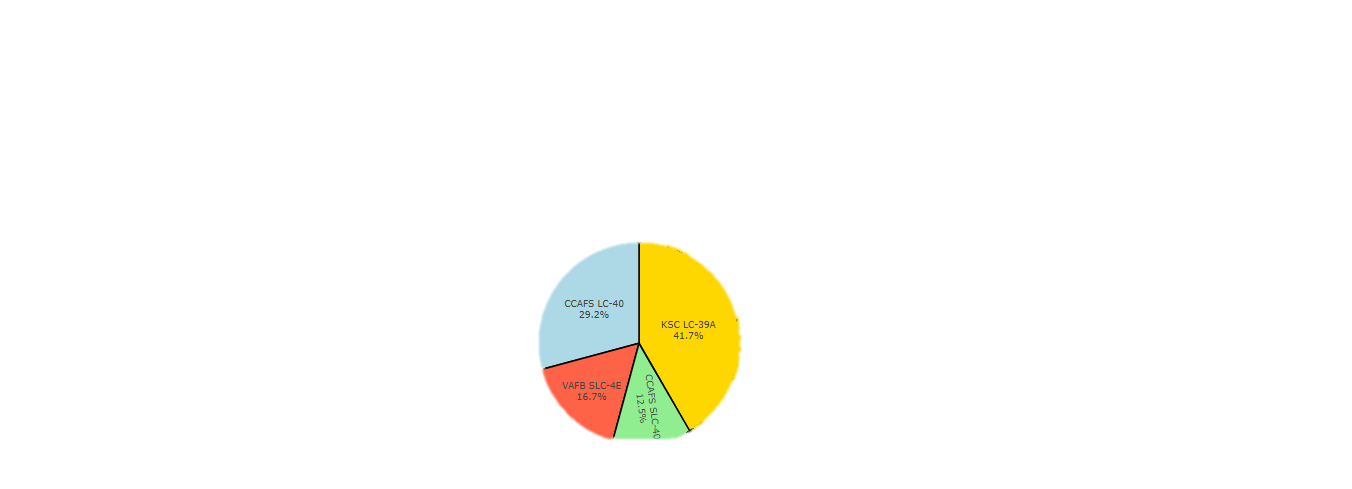 CCAFS LC-40
29.2%
KSC LC-39A
41.7%
VAFB SLC-4E
16.7%
CCAFS SLC-40
12.5%